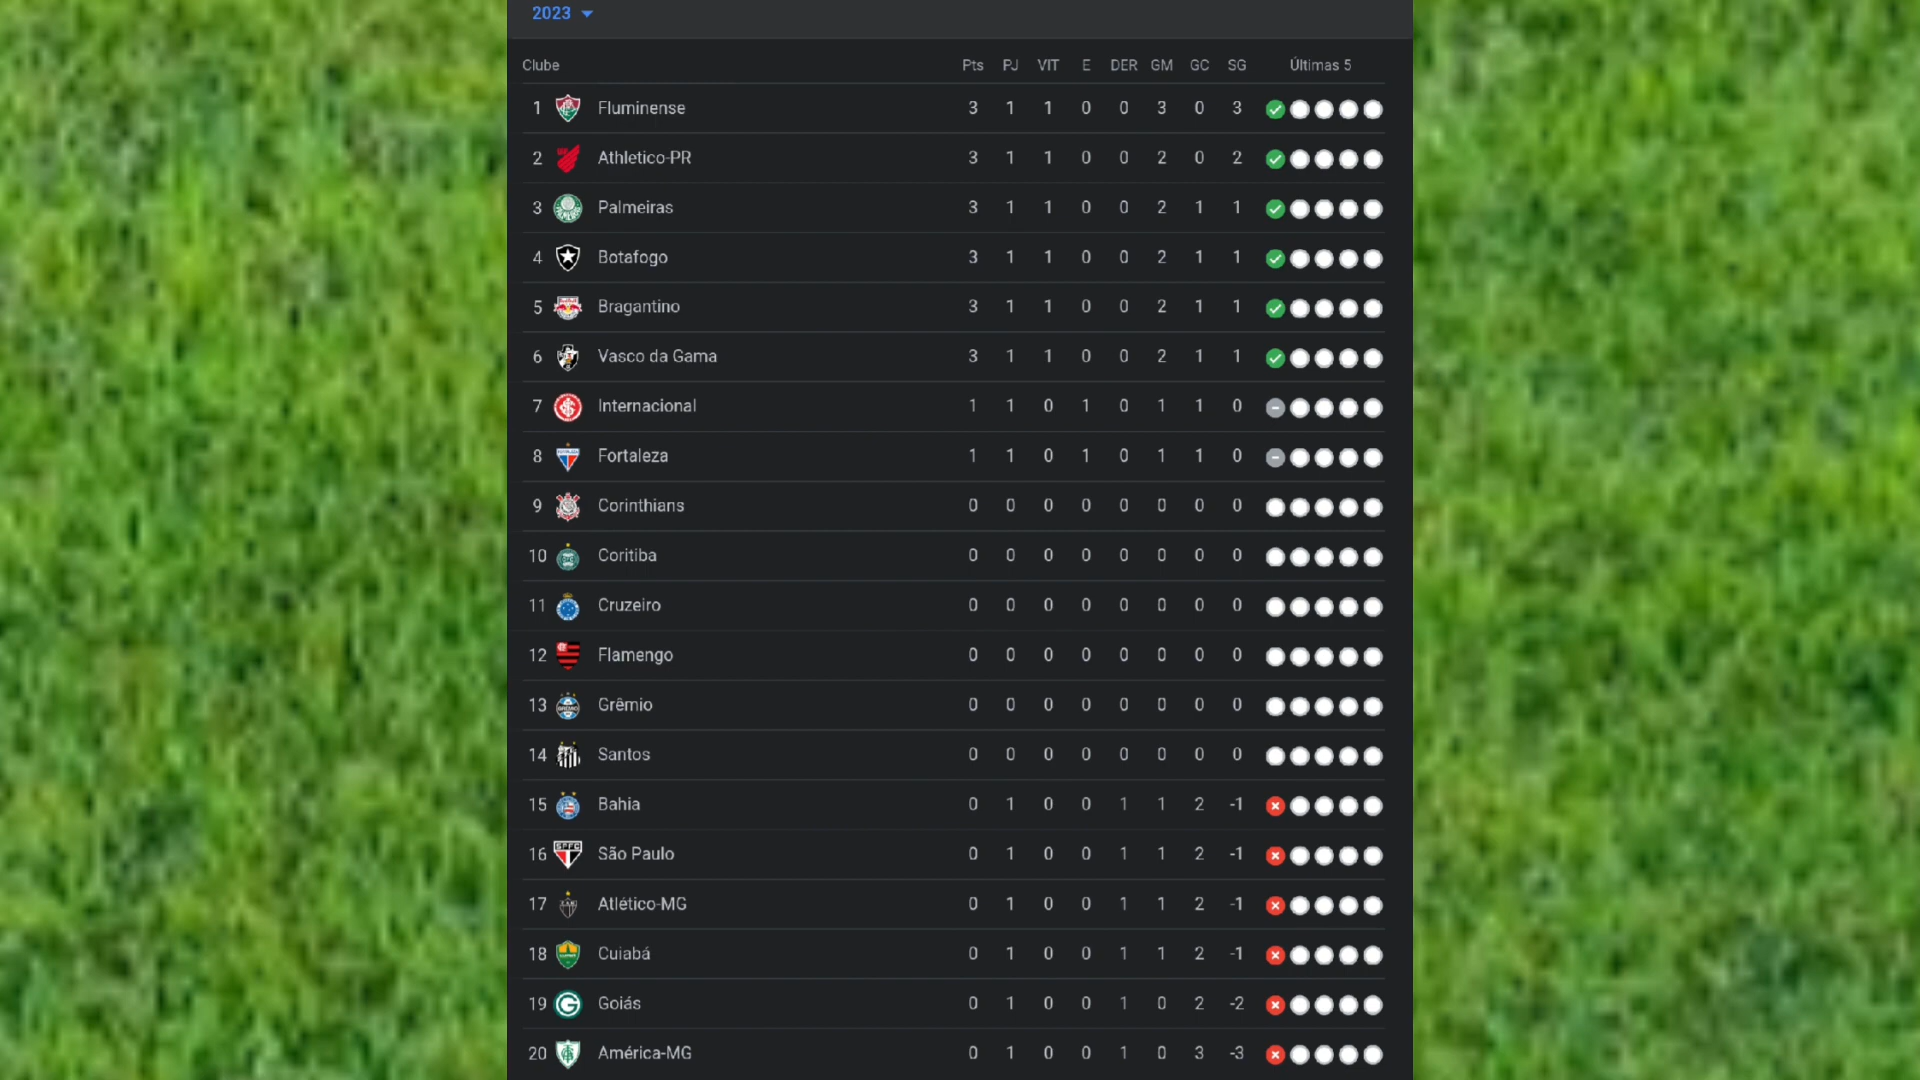 2023
Clube Pts PJ VIT E DER GM GC SG Últimas 5
1 Fluminense 3 1 1 0 0 3 0 3
2 Athletico-PR 3 1 1 0 0 2 0 2
3 Palmeiras 3 1 1 0 0 2 1 1
4 Botafogo 3 1 1 0 0 2 1 1
5 Bragantino 3 1 1 0 0 2 1 1
6 Vasco da Gama 3 1 1 0 0 2 1 1
7 Internacional 1 1 0 1 0 1 1 0
8 Fortaleza 1 1 0 1 0 1 1 0
9 Corinthians 0 0 0 0 0 0 0 0
10 Coritiba 0 0 0 0 0 0 0 0
11 Cruzeiro 0 0 0 0 0 0 0 0
12 Flamengo 0 0 0 0 0 0 0 0
13 Grêmio 0 0 0 0 0 0 0 0
14 Santos 0 0 0 0 0 0 0 0
15 Bahia 0 1 0 0 1 1 2 -1
16 São Paulo 0 1 0 0 1 1 2 -1
17 Atlético-MG 0 1 0 0 1 1 2 -1
18 Cuiabá 0 1 0 0 1 1 2 -1
19 Goiás 0 1 0 0 1 0 2 -2
20 América-MG 0 1 0 0 1 0 3 -3